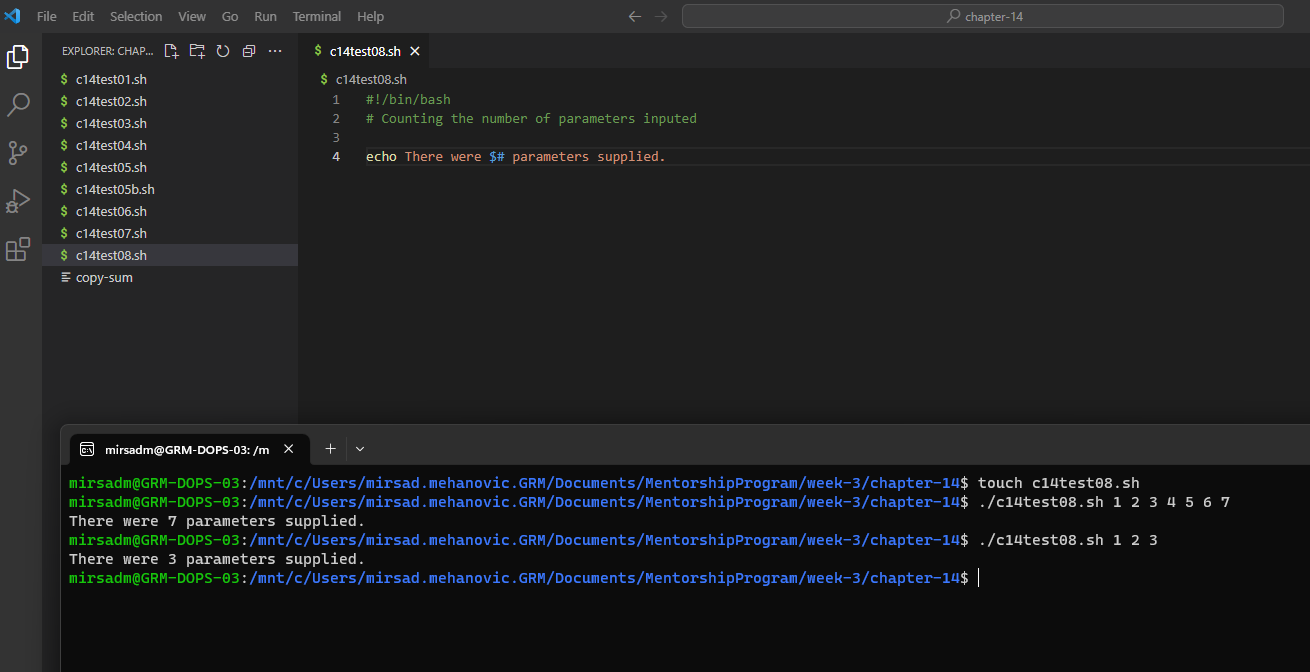 File Edit Selection View Go Run Terminal Help
chapter-14
EXPLORER: CHAP...
c14test08.sh
$ c14test01.sh
$ c14test02.sh
$ c14test03.sh
$ c14test04.sh
$ c14test05.sh
$ c14test05b.sh
$ c14test06.sh
$ c14test07.sh
$ c14test08.sh
copy-sum
$ c14test08.sh
1 #!/bin/bash
2 # Counting the number of parameters inputed
3
4 echo There were $# parameters supplied.
mirsadm@GRM-DOPS-03: /m
mirsadm@GRM-DOPS-03:/mnt/c/Users/mirsad.mehanovic.GRM/Documents/MentorshipProgram/week-3/chapter-14$ touch c14test08.sh
mirsadm@GRM-DOPS-03:/mnt/c/Users/mirsad.mehanovic.GRM/Documents/MentorshipProgram/week-3/chapter-14$ ./c14test08.sh 1 2 3 4 5 6 7
There were 7 parameters supplied.
mirsadm@GRM-DOPS-03:/mnt/c/Users/mirsad.mehanovic.GRM/Documents/MentorshipProgram/week-3/chapter-14$ ./c14test08.sh 1 2 3
There were 3 parameters supplied.
mirsadm@GRM-DOPS-03:/mnt/c/Users/mirsad.mehanovic.GRM/Documents/MentorshipProgram/week-3/chapter-14$